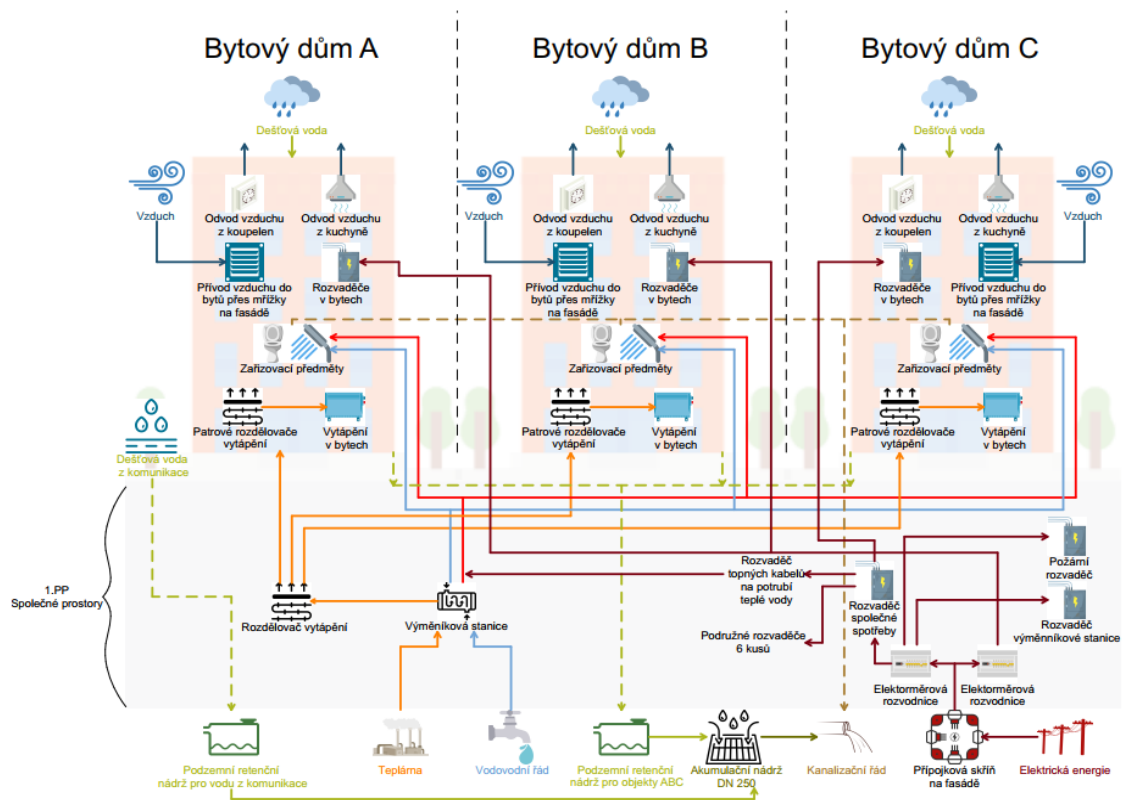 Bytový dům A
Bytový dům B
Bytový dům C
Dešťová voda
Dešťová voda
Dešťová voda
Vzduch
Odvod vzduchu
z koupelen
Odvod vzduchu
z kuchyně
Vzduch
Odvod vzduchu
z koupelen
Odvod vzduchu
z kuchyně
Odvod vzduchu
z koupelen
Odvod vzduchu
z kuchyně
Vzduch
Přívod vzduchu do
bytů přes mřížky
na fasádě
Rozvaděče
v bytech
Přívod vzduchu do
bytů přes mřížky
na fasádě
Rozvaděče
v bytech
Rozvaděče
v bytech
Přívod vzduchu do
bytů přes mřížky
na fasádě
Zařizovací předměty
Zařizovací předměty
Zařizovací předměty
Patrové rozdělovače
vytápění
Vytápění
v bytech
Patrové rozdělovače
vytápění
Vytápění
v bytech
Patrové rozdělovače
vytápění
Vytápění
v bytech
Dešťová voda
z komunikace
1.PP
Společné prostory
Rozdělovač vytápění
Výměníková stanice
Rozvaděč
topných kabelů
na potrubí
teplé vody
Podružné rozvaděče
6 kusů
Rozvaděč
společné
spotřeby
Požární
rozvaděč
Rozvaděč
výměnníkové stanice
Elektorměrová
rozvodnice
Elektorměrová
rozvodnice
Podzemní retenční
nádrž pro vodu z komunikace
Teplárna
Vodovodní řád
Podzemní retenční
nádrž pro objekty ABC
Akumulační nádrž
DN 250
Kanalizační řád
Přípojková skříň
na fasádě
Elektrická energie